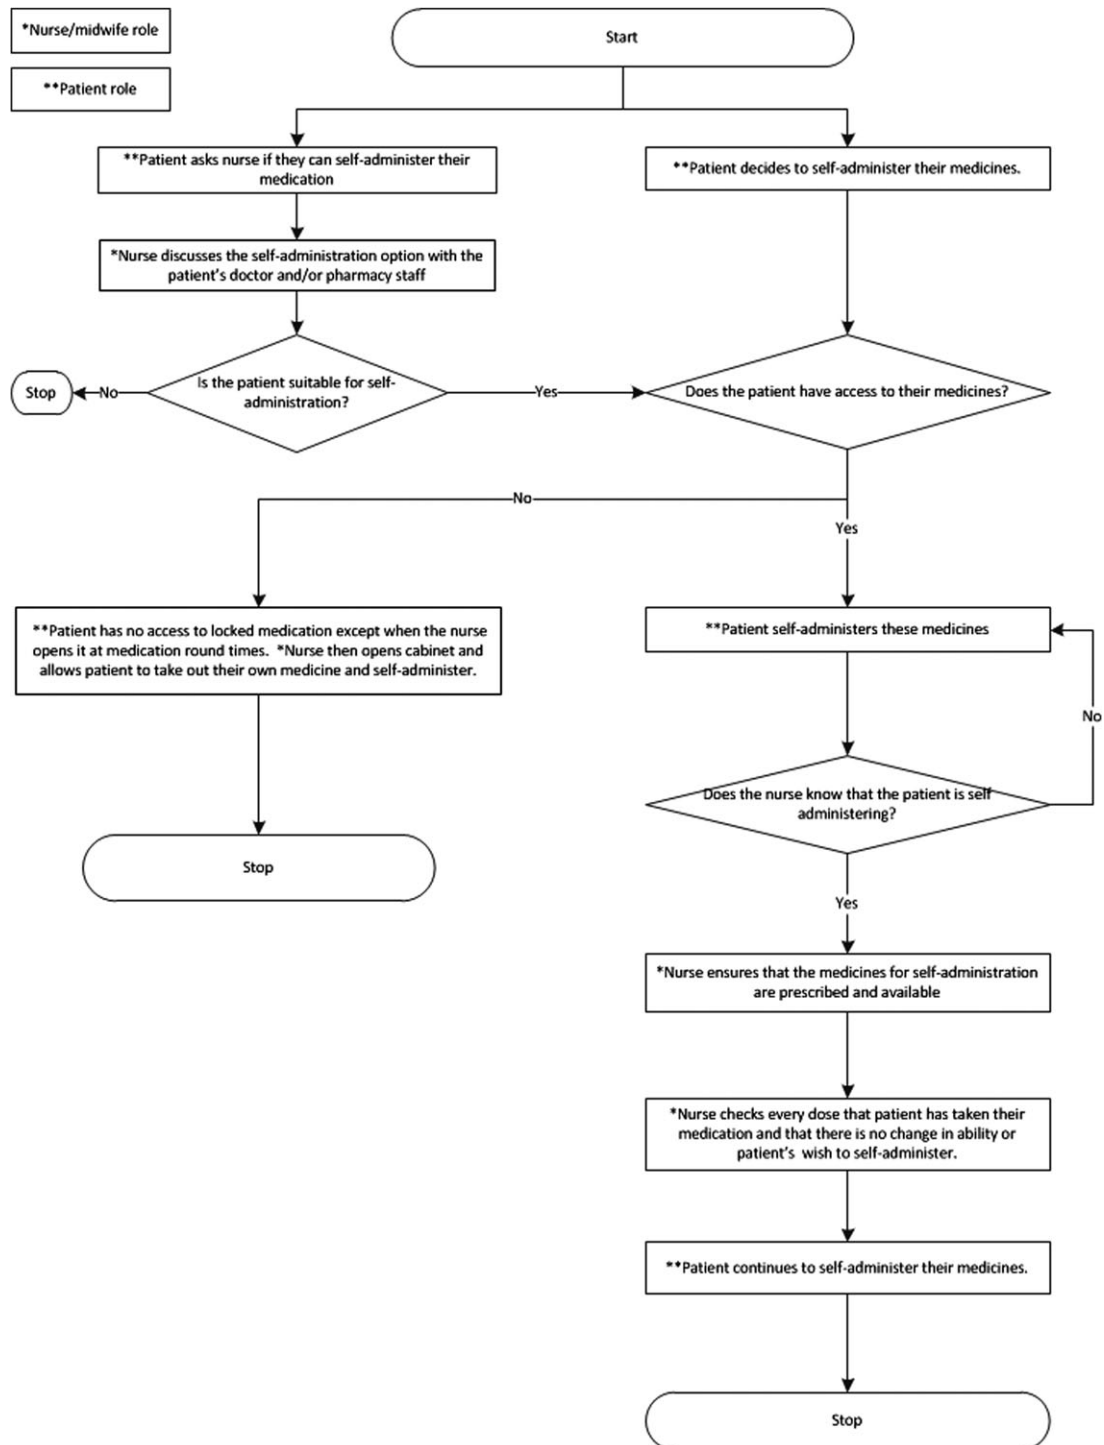 *Nurse/midwife role
Start
**Patient role
**Patient asks nurse if they can self-administer their
medication
**Patient decides to self-administer their medicines.
*Nurse discusses the self-administration option with the
patient's doctor and/or pharmacy staff
Stop
No
Is the patient suitable for self-
administration?
Yes
Does the patient have access to their medicines?
No
Yes
**Patient has no access to locked medication except when the nurse
opens it at medication round times. *Nurse then opens cabinet and
allows patient to take out their own medicine and self-administer.
**Patient self-administers these medicines
No
Does the nurse know that the patient is self
administering?
Stop
Yes
*Nurse ensures that the medicines for self-administration
are prescribed and available
*Nurse checks every dose that patient has taken their
medication and that there is no change in ability or
patient's wish to self-administer.
**Patient continues to self-administer their medicines.
Stop